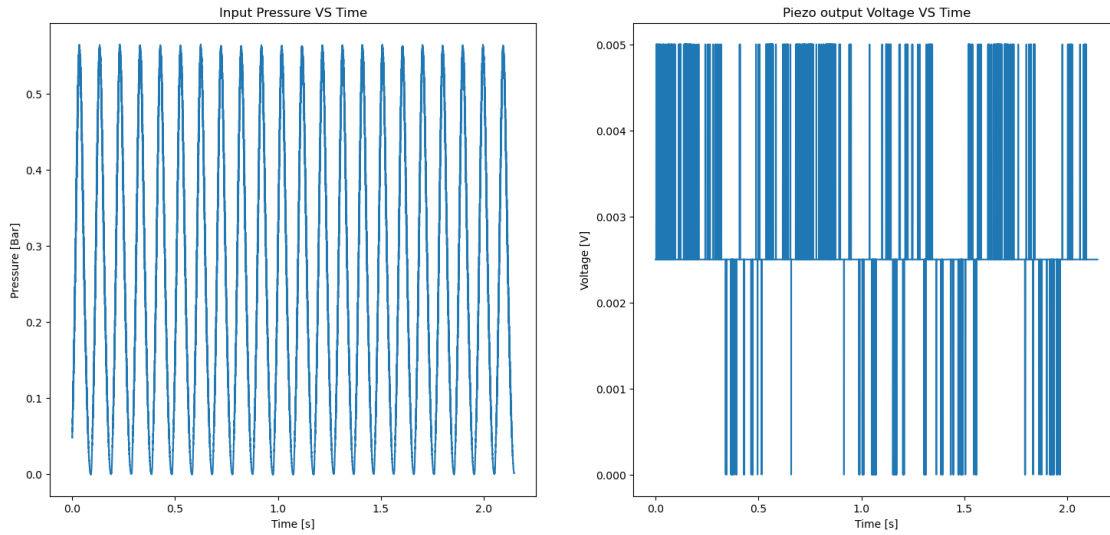 Input Pressure VS Time
Pressure [Bar]
0.5
0.4
0.3
0.2
0.1
0.0
0.0 0.5 1.0 1.5 2.0
Time [s]
Piezo output Voltage VS Time
Voltage [V]
0.005
0.004
0.003
0.002
0.001
0.000
0.0 0.5 1.0 1.5 2.0
Time [s]